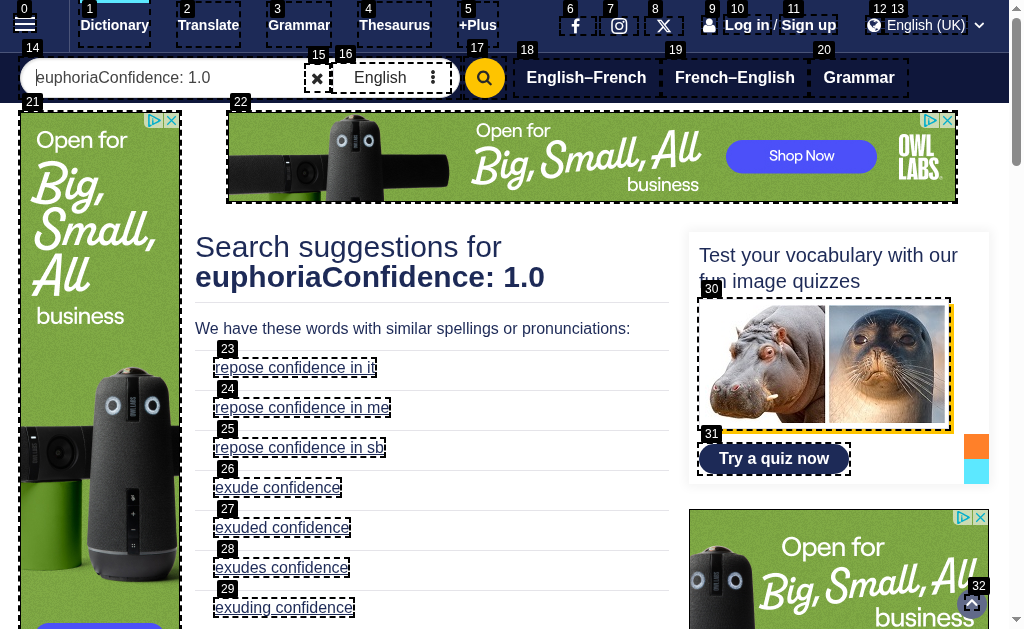 0 1 2 3 4 5 6 7 8 9 10 11 12 13
Dictionary Translate Grammar Thesaurus +Plus Log in / Sign up English (UK)
14 15 16 17 18 19 20
euphoriaConfidence: 1.0 English English–French French–English Grammar
21 22
Open for
Big,
Small,
All
business
Open for
Big, Small, All
business
Shop Now
OWL
LABS
Search suggestions for
euphoriaConfidence: 1.0
We have these words with similar spellings or pronunciations:
23
repose confidence in it
24
repose confidence in me
25
repose confidence in sb
26
exude confidence
27
exuded confidence
28
exudes confidence
29
exuding confidence
Test your vocabulary with our
fun image quizzes
30
31
Try a quiz now
Open for
Big, Small, All
business
32